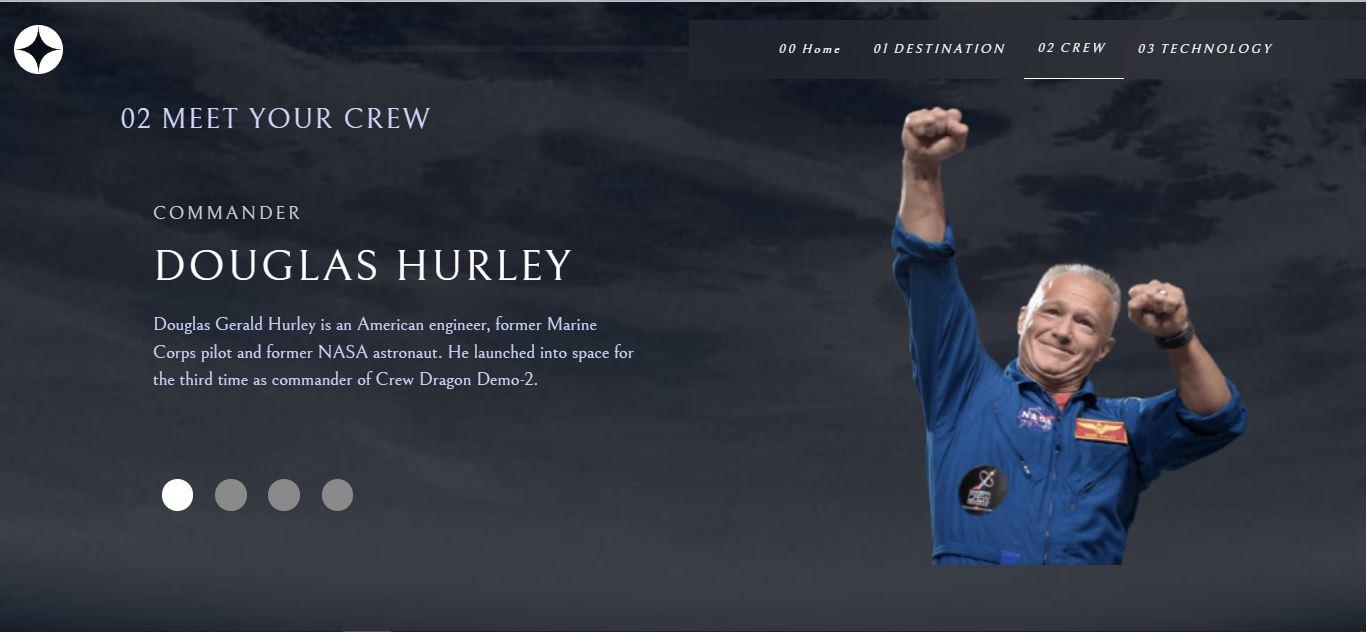 00 Home 01 DESTINATION 02 CREW 03 TECHNOLOGY
02 MEET YOUR CREW
COMMANDER
DOUGLAS HURLEY
Douglas Gerald Hurley is an American engineer, former Marine
Corps pilot and former NASA astronaut. He launched into space for
the third time as commander of Crew Dragon Demo-2.
NASA